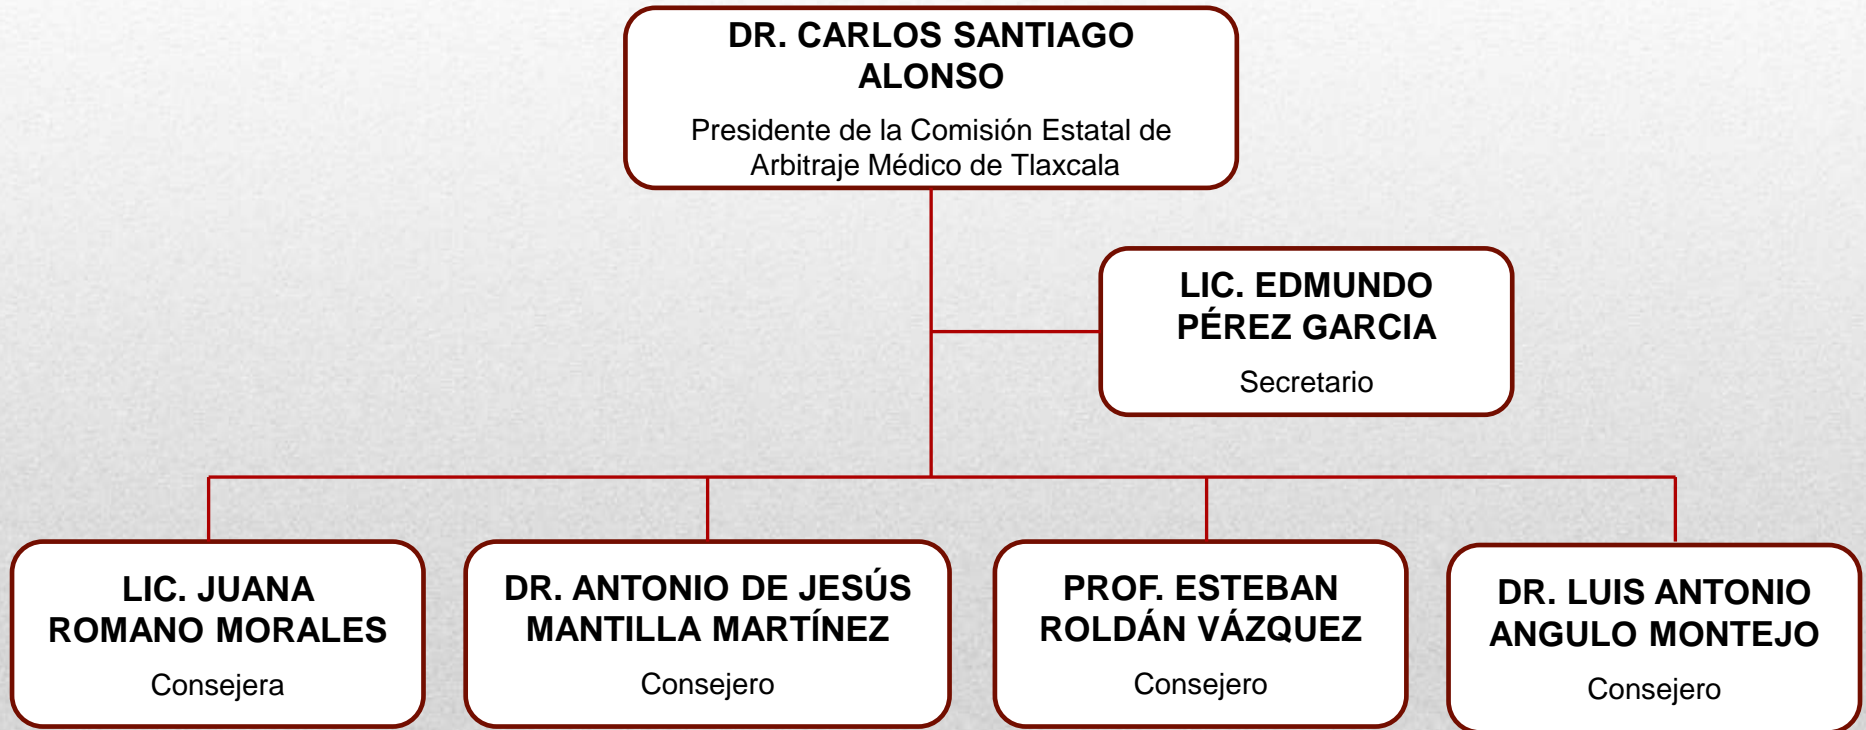 DR. CARLOS SANTIAGO
ALONSO
Presidente de la Comisión Estatal de
Arbitraje Médico de Tlaxcala
LIC. EDMUNDO
PÉREZ GARCIA
Secretario
LIC. JUANA
ROMANO MORALES
Consejera
DR. ANTONIO DE JESÚS
MANTILLA MARTÍNEZ
Consejero
PROF. ESTEBAN
ROLDÁN VÁZQUEZ
Consejero
DR. LUIS ANTONIO
ANGULO MONTEJO
Consejero